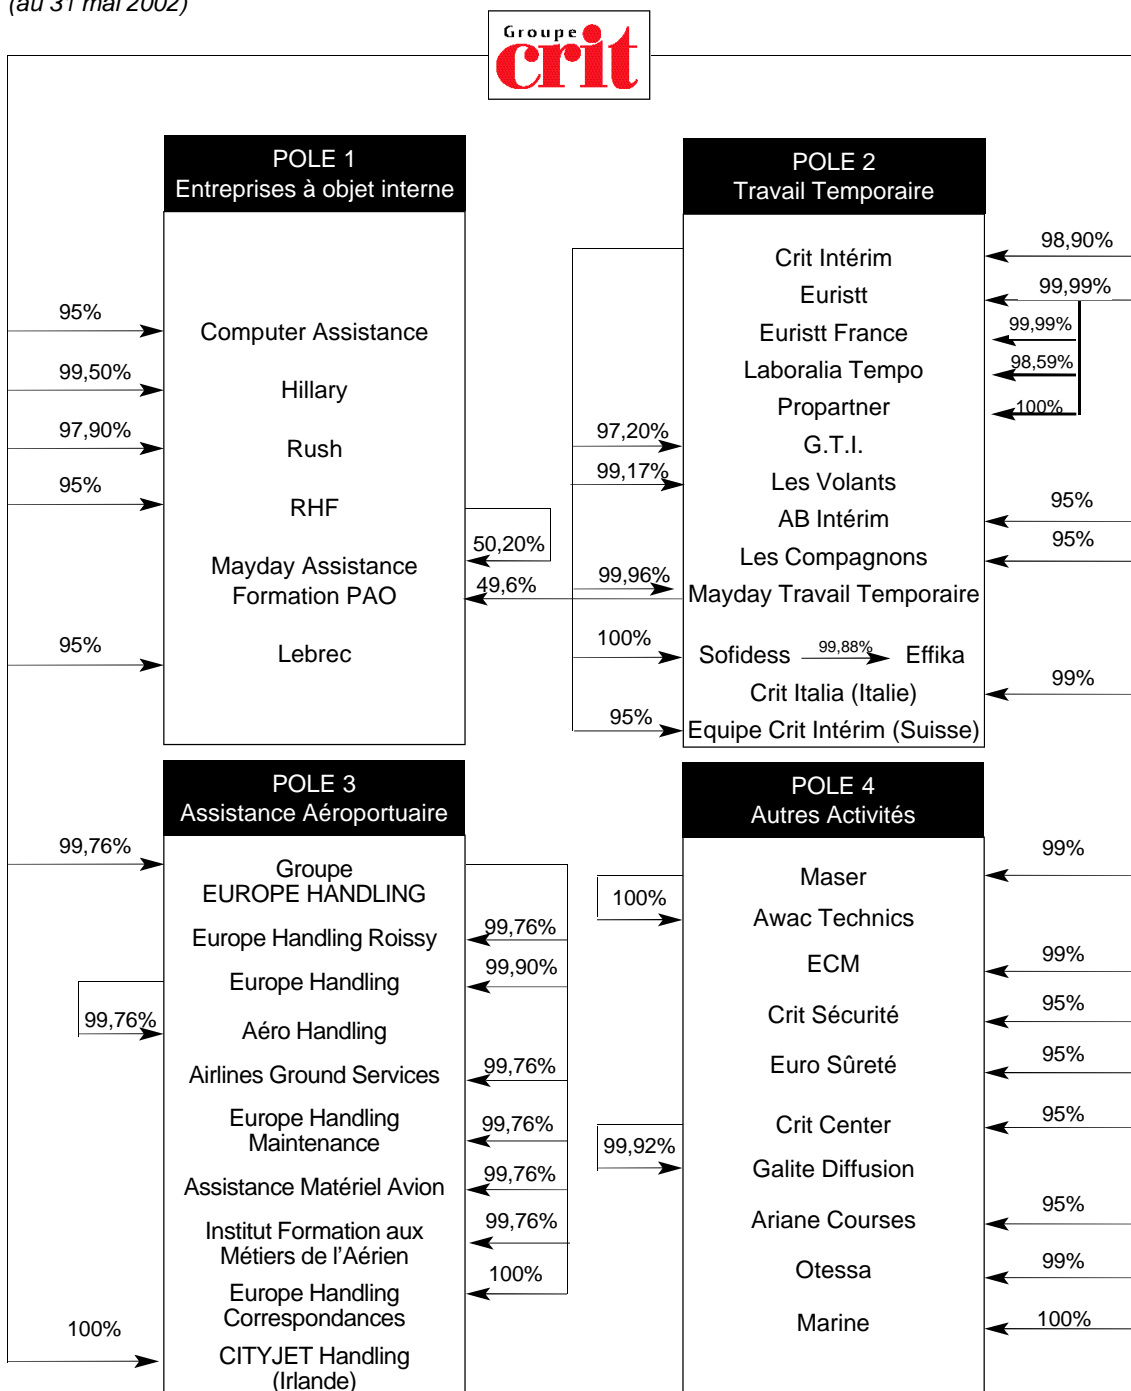 (au 31 mai 2002)
Groupe
crit
POLE 1
Entreprises à objet interne
95%
Computer Assistance
99,50%
Hillary
97,90%
Rush
95%
RHF
50,20%
Mayday Assistance
Formation PAO
49,6%
95%
Lebrec
POLE 2
Travail Temporaire
Crit Intérim
98,90%
Euristt
99,99%
Euristt France
99,99%
Laboralia Tempo
98,59%
Propartner
100%
97,20%
G.T.I.
99,17%
Les Volants
AB Intérim
95%
Les Compagnons
95%
99,96%
Mayday Travail Temporaire
100%
Sofidess
99,88%
Effika
Crit Italia (Italie)
99%
95%
Equipe Crit Intérim (Suisse)
POLE 3
Assistance Aéroportuaire
99,76%
Groupe
EUROPE HANDLING
Europe Handling Roissy
99,76%
Europe Handling
99,90%
99,76%
Aéro Handling
Airlines Ground Services
99,76%
Europe Handling
Maintenance
99,76%
Assistance Matériel Avion
99,76%
Institut Formation aux
Métiers de l'Aérien
99,76%
Europe Handling
Correspondances
100%
100%
CITYJET Handling
(Irlande)
POLE 4
Autres Activités
Maser
99%
100%
Awac Technics
ECM
99%
Crit Sécurité
95%
Euro Sûreté
95%
Crit Center
95%
99,92%
Galite Diffusion
Ariane Courses
95%
Otessa
99%
Marine
100%